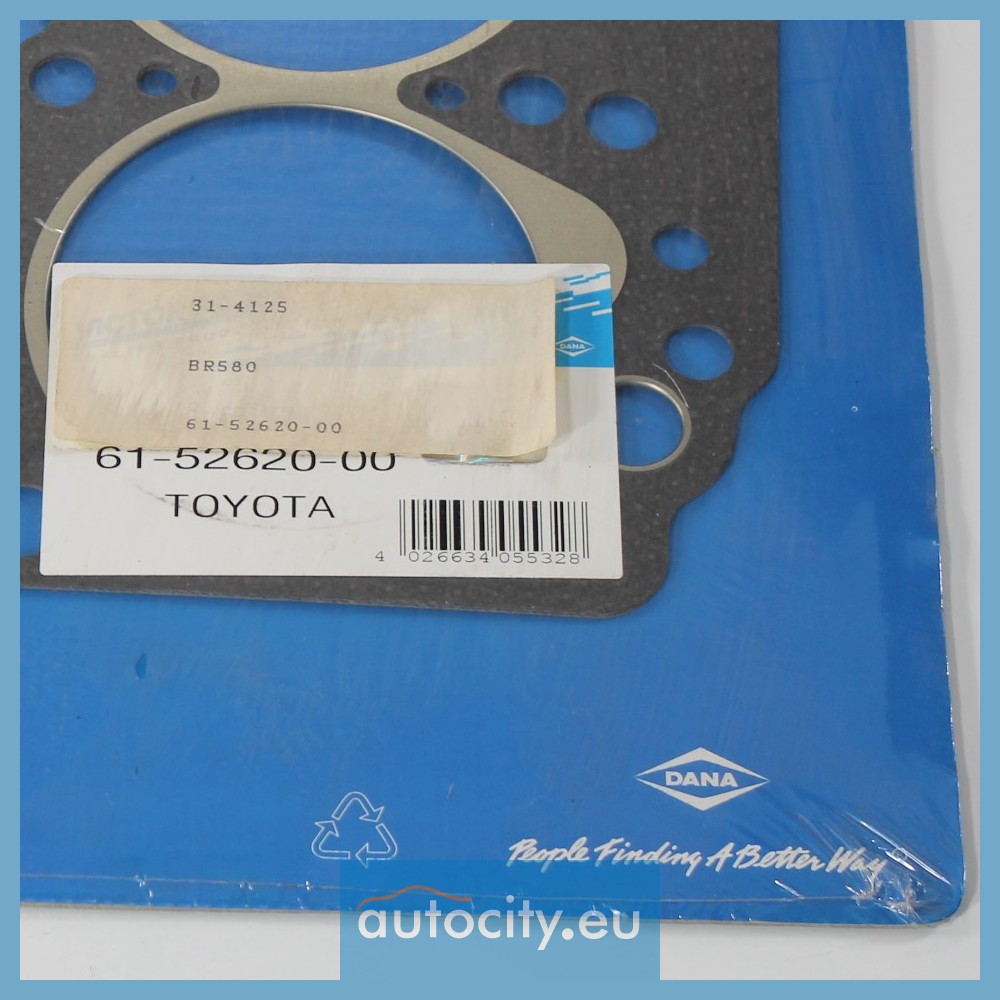 31-4125
BR580
61-52620-00
DANA
61-52620-00
TOYOTA
4 026634 055328
DANA
People Finding A Better Way
autocity.eu